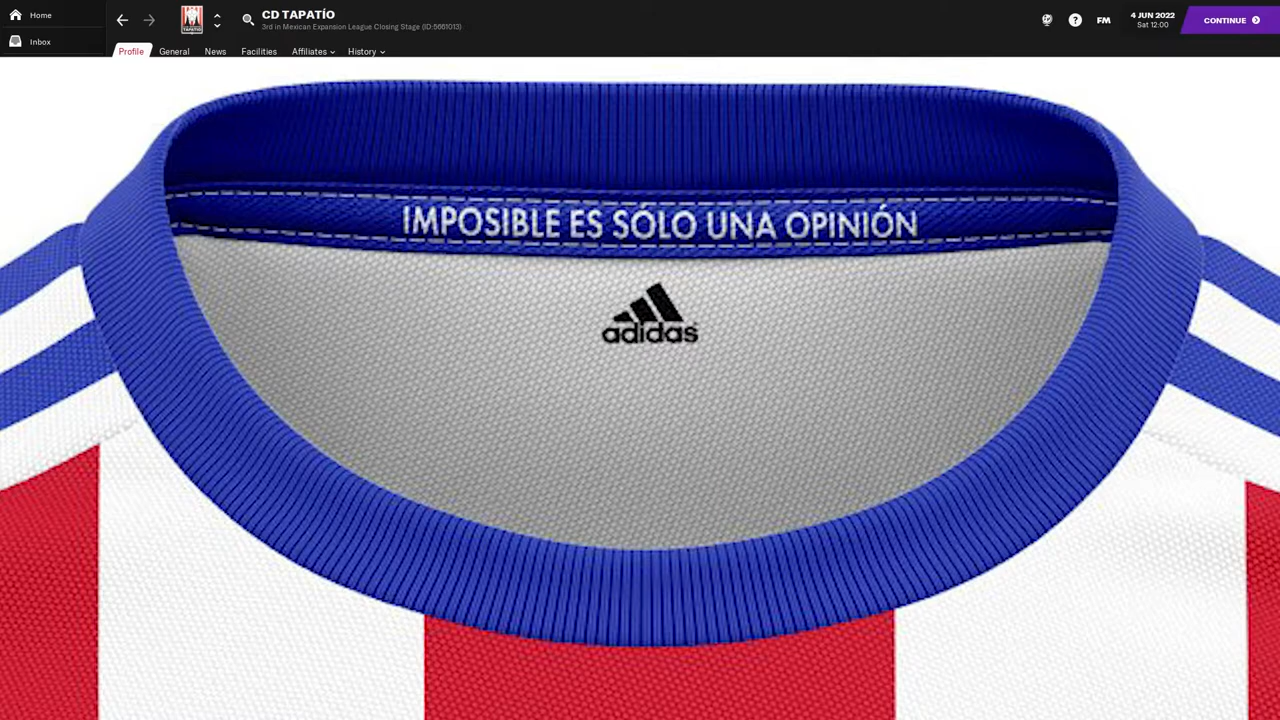 Home
Inbox
CD TAPATÍO
3rd in Mexican Expansion League Closing Stage (ID:5661013)
FM
4 JUN 2022
Sat 12:00
CONTINUE
Profile
General
News
Facilities
Affiliates
History
IMPOSIBLE ES SÓLO UNA OPINIÓN
adidas
TAPATÍO